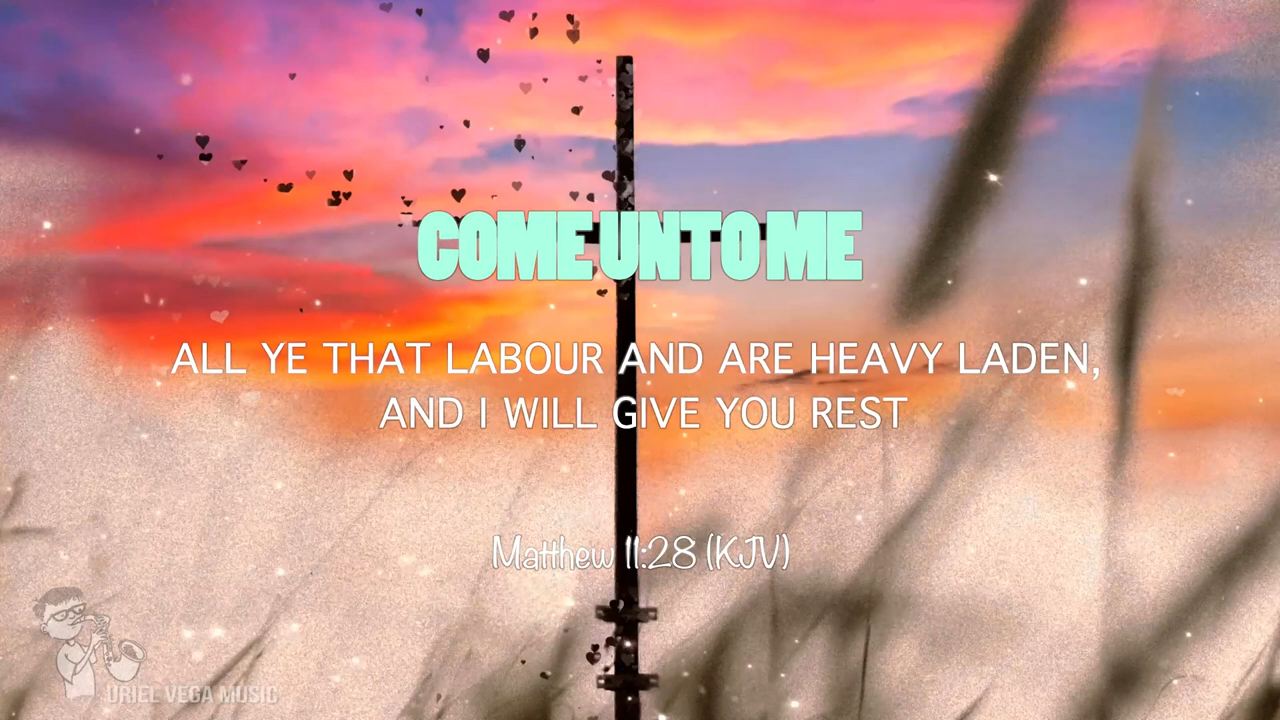 COME UNTO ME
ALL YE THAT LABOUR AND ARE HEAVY LADEN,
AND I WILL GIVE YOU REST
Matthew 11:28 (KJV)
URIEL VEGA MUSIC